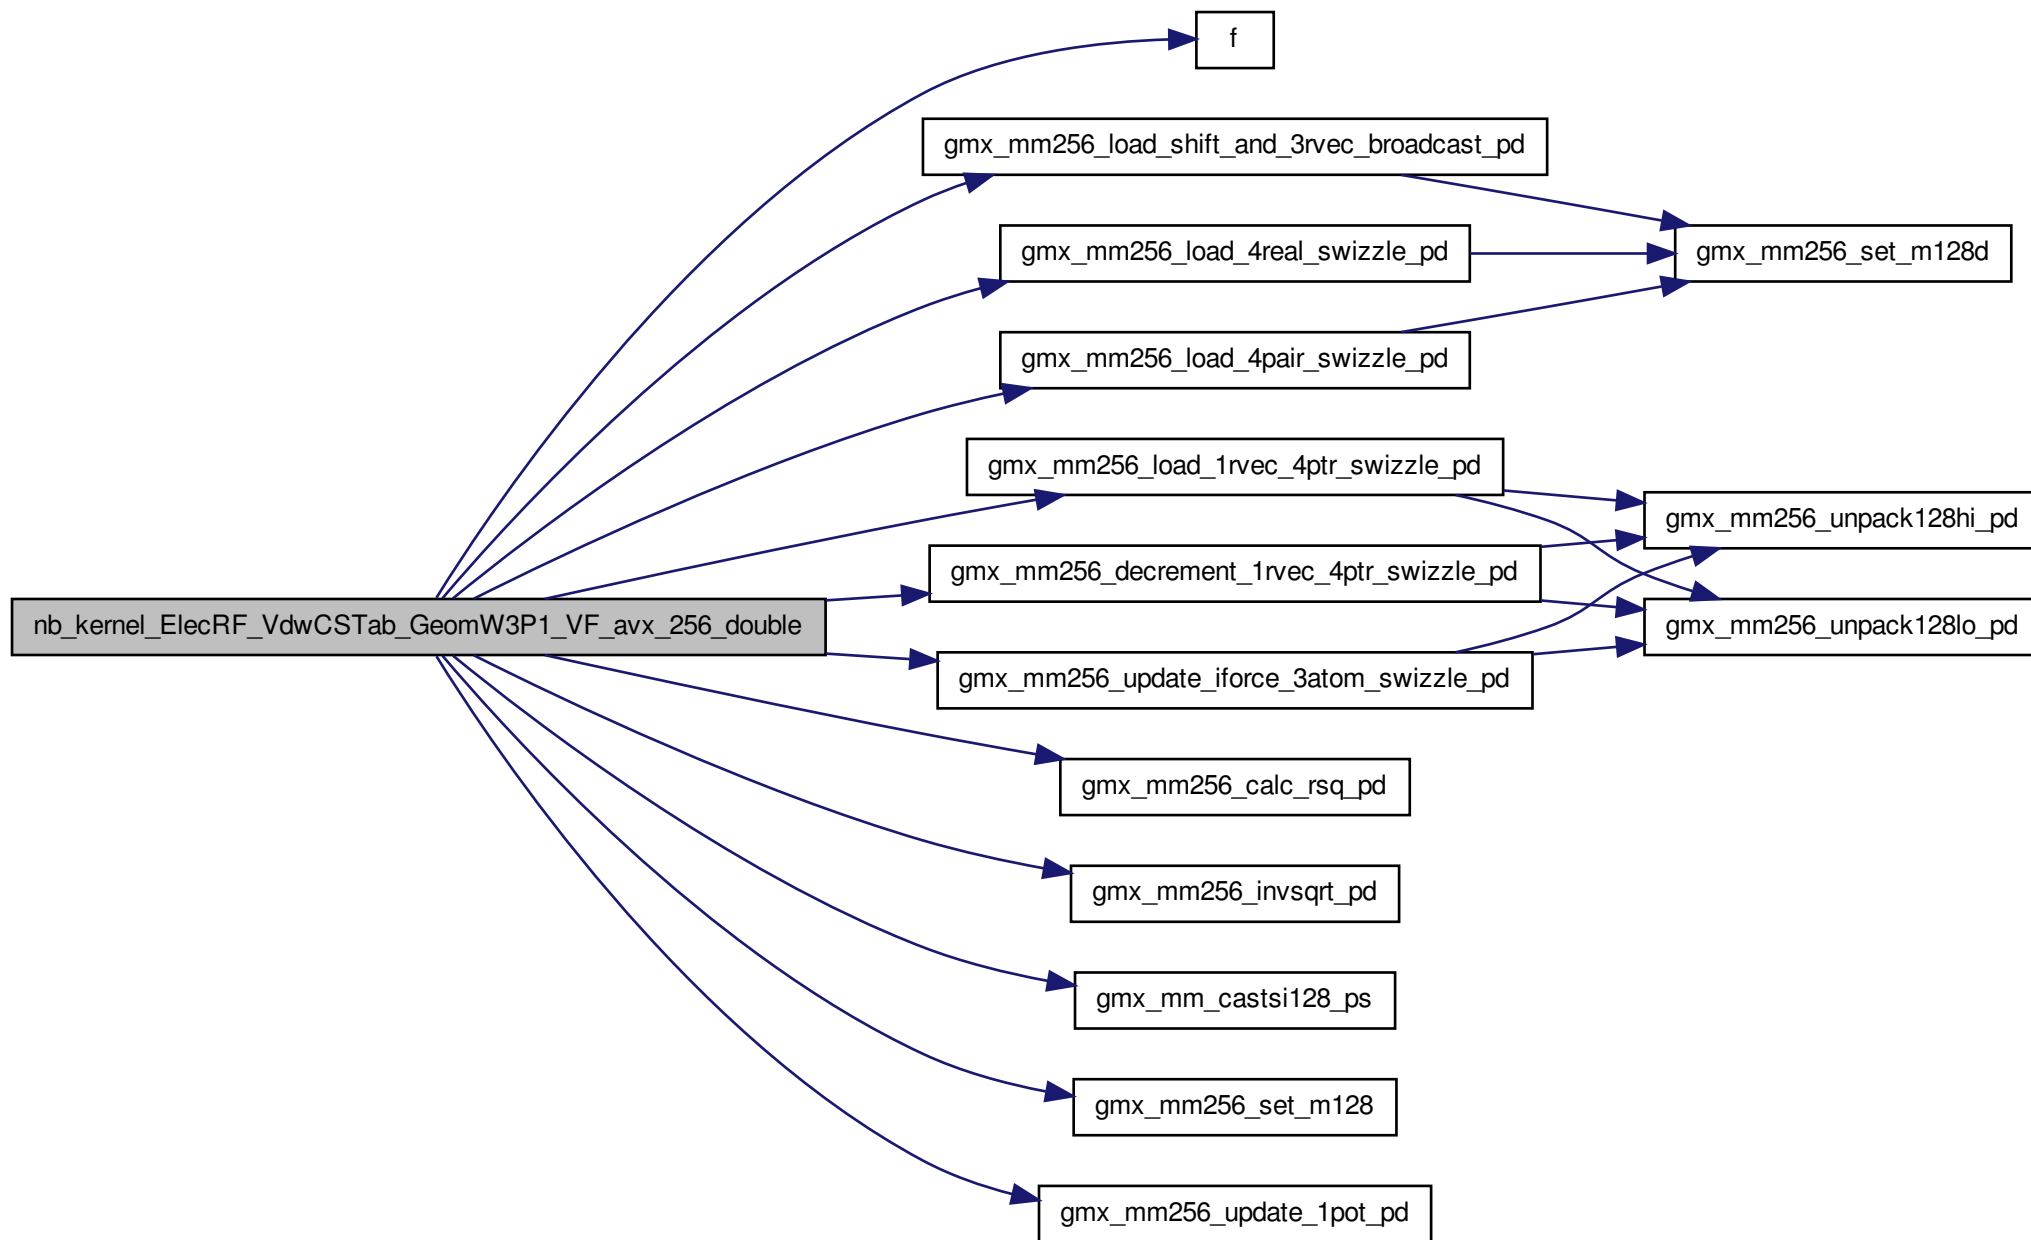 f
gmx_mm256_load_shift_and_3rvec_broadcast_pd
gmx_mm256_load_4real_swizzle_pd
gmx_mm256_set_m128d
gmx_mm256_load_4pair_swizzle_pd
gmx_mm256_load_1rvec_4ptr_swizzle_pd
gmx_mm256_unpack128hi_pd
gmx_mm256_decrement_1rvec_4ptr_swizzle_pd
nb_kernel_ElecRF_VdwCSTab_GeomW3P1_VF_avx_256_double
gmx_mm256_unpack128lo_pd
gmx_mm256_update_iforce_3atom_swizzle_pd
gmx_mm256_calc_rsq_pd
gmx_mm256_invsqrt_pd
gmx_mm_castsi128_ps
gmx_mm256_set_m128
gmx_mm256_update_1pot_pd